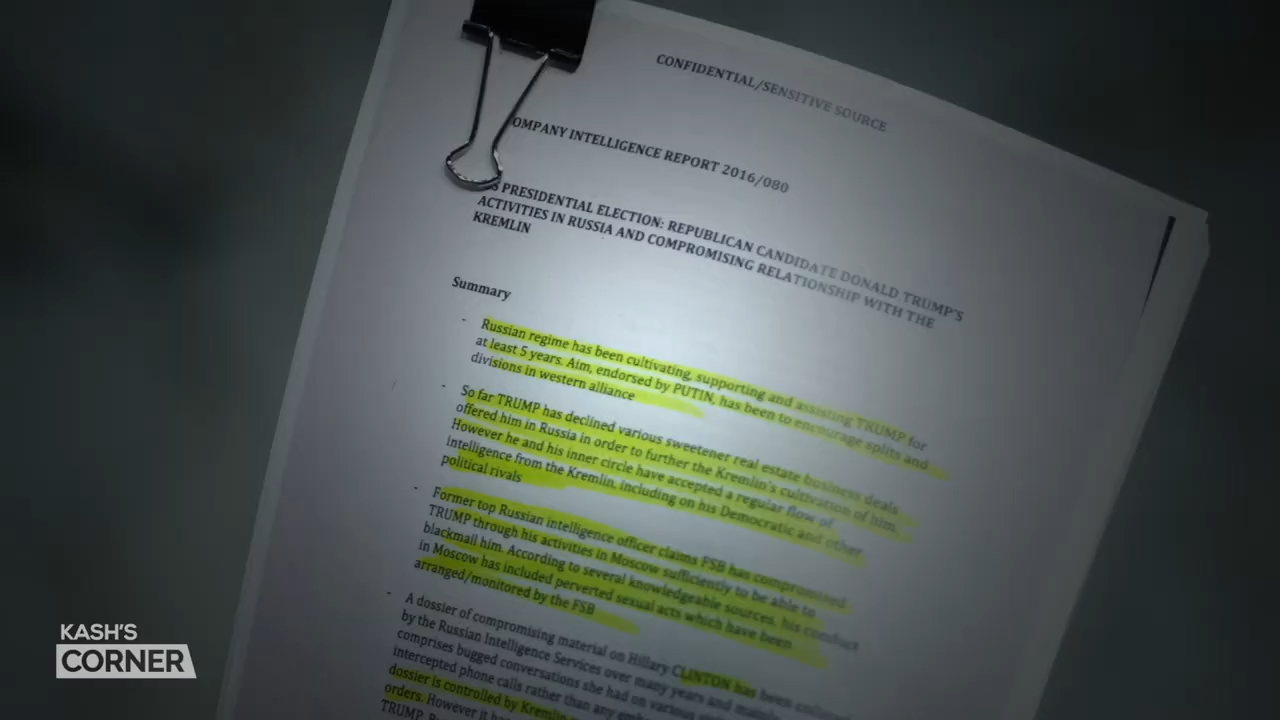 CONFIDENTIAL/SENSITIVE SOURCE
OMPANY INTELLIGENCE REPORT 2016/080
S PRESIDENTIAL ELECTION: REPUBLICAN CANDIDATE DONALD TRUMP'S
ACTIVITIES IN RUSSIA AND COMPROMISING RELATIONSHIP WITH THE
KREMLIN
Summary
- Russian regime has been cultivating, supporting and assisting TRUMP for
at least 5 years. Aim, endorsed by PUTIN, has been to encourage splits and
divisions in western alliance
- So far TRUMP has declined various sweetener real estate business deals
offered him in Russia in order to further the Kremlin's cultivation of him.
However he and his inner circle have accepted a regular flow of
intelligence from the Kremlin, including on his Democratic and other
political rivals
- Former top Russian intelligence officer claims FSB has compromised
TRUMP through his activities in Moscow sufficiently to be able to
blackmail him. According to several knowledgeable sources, his conduct
in Moscow has included perverted sexual acts which have been
arranged/monitored by the FSB
- A dossier of compromising material on Hillary CLINTON has been
by the Russian Intelligence Services over many years and mainly
comprises bugged conversations she had on various
intercepted phone calls rather than any
dossier is controlled by Kremlin
orders. However it
TRUMP.
KASH'S
CORNER